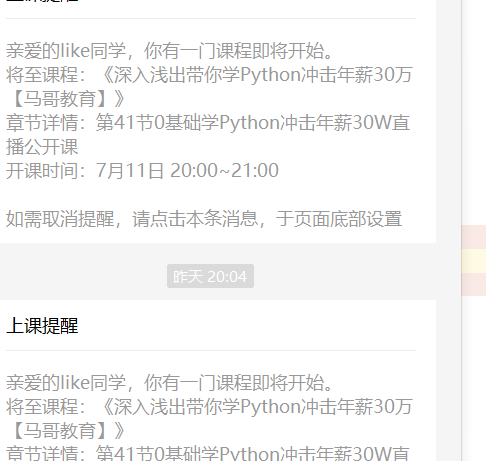 上课提醒
亲爱的like同学，你有一门课程即将开始。
将至课程：《深入浅出带你学Python冲击年薪30万
【马哥教育】》
章节详情：第41节0基础学Python冲击年薪30W直
播公开课
开课时间：7月11日 20:00~21:00
如需取消提醒，请点击本条消息，于页面底部设置
昨天 20:04
上课提醒
亲爱的like同学，你有一门课程即将开始。
将至课程：《深入浅出带你学Python冲击年薪30万
【马哥教育】》
章节详情：第41节0基础学Python冲击年薪30W直